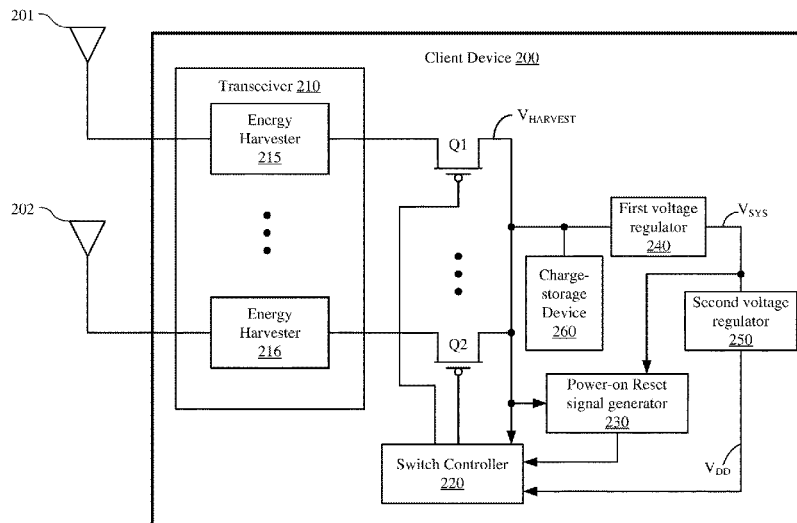 201
Client Device 200
Transceiver 210
Energy
Harvester
215
Q1
VHARVEST
202
First voltage
regulator
240
VSYS
Charge-
storage
Device
260
Second voltage
regulator
250
Energy
Harvester
216
Q2
Power-on Reset
signal generator
230
Switch Controller
220
VDD